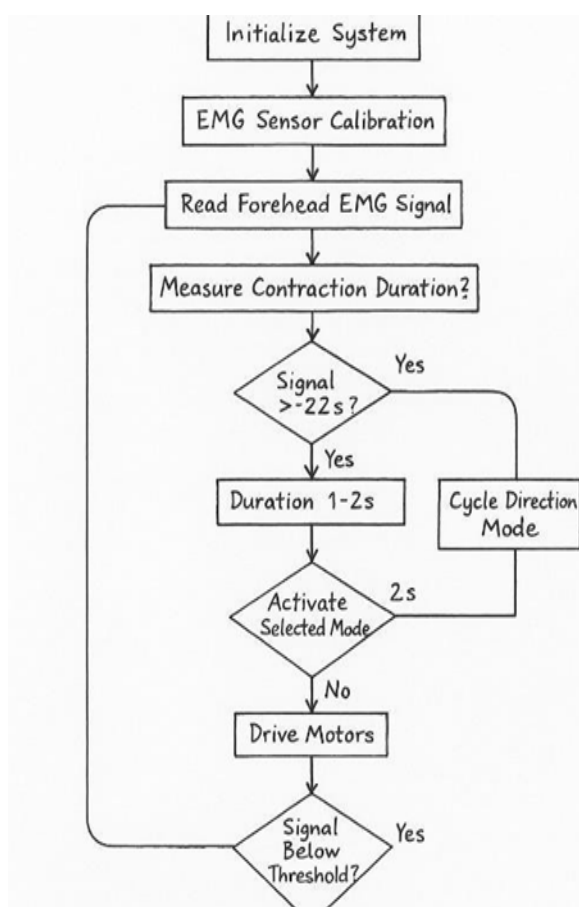 Initialize System
EMG Sensor Calibration
Read Forehead EMG Signal
Measure Contraction Duration?
Signal
>-22s?
Yes
Yes
Duration 1-2s
Cycle Direction
Mode
Activate
Selected Mode
2s
No
Drive Motors
Signal
Below
Threshold?
Yes